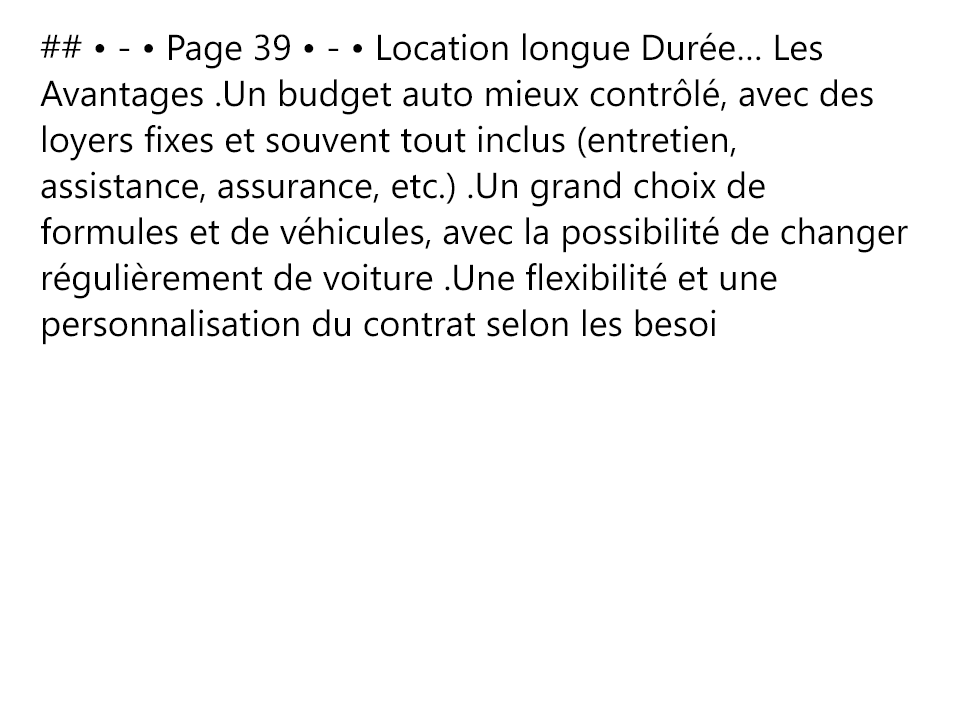 ## • - • Page 39 • - • Location longue Durée... Les
Avantages .Un budget auto mieux contrôlé, avec des
loyers fixes et souvent tout inclus (entretien,
assistance, assurance, etc.) .Un grand choix de
formules et de véhicules, avec la possibilité de changer
régulièrement de voiture .Une flexibilité et une
personnalisation du contrat selon les besoi